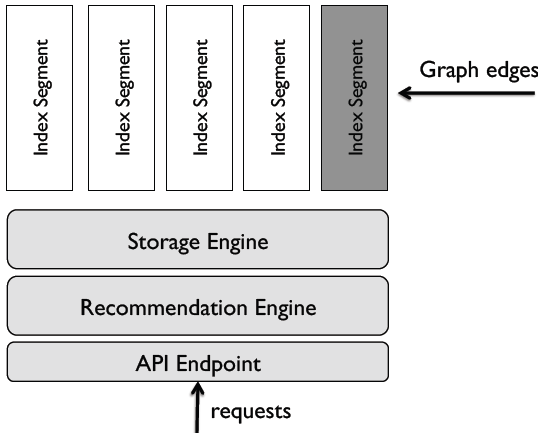 Index Segment
Index Segment
Index Segment
Index Segment
Index Segment
Graph edges
Storage Engine
Recommendation Engine
API Endpoint
requests